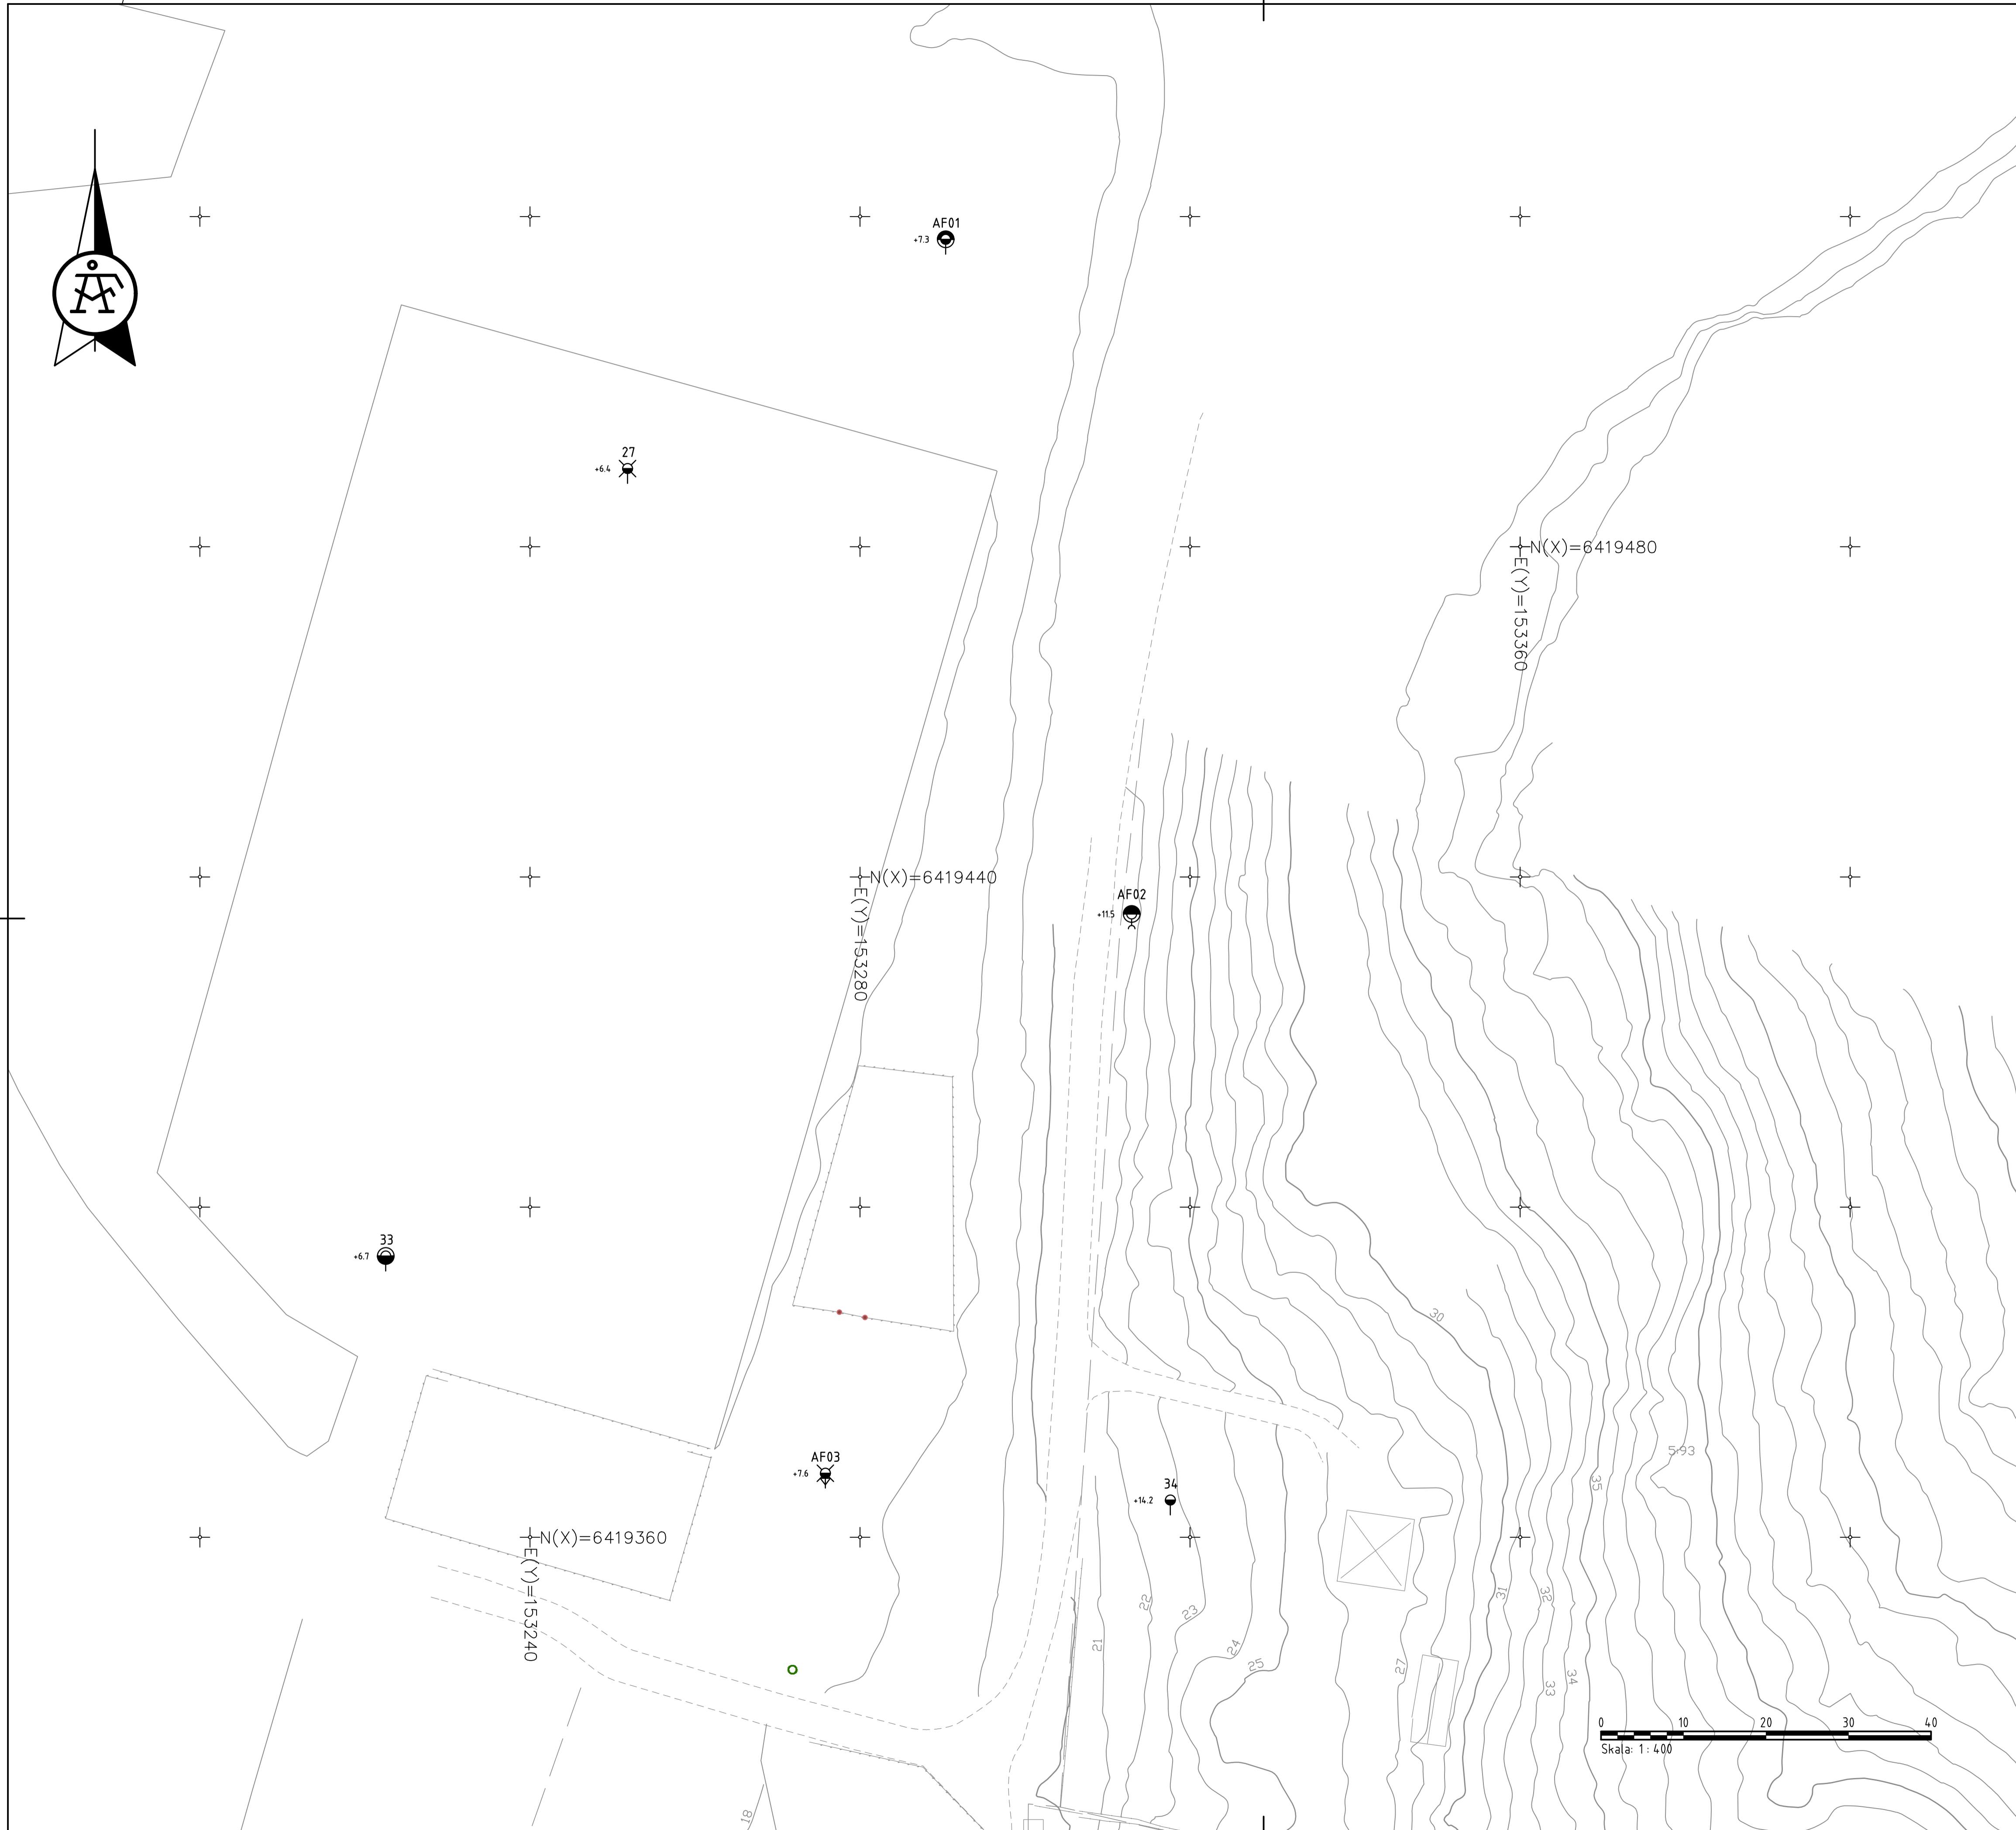 AF01
+7.3
27
+6.4
N(X)=6419480
E(Y)=153360
N(X)=6419440
E(Y)=153280
AF02
+11.5
33
+6.7
30
AF03
+7.6
34
+14.2
5.93
35
N(X)=6419360
E(Y)=153240
21
22
23
24
25
27
31
32
33
34
0 10 20 30 40
Skala: 1:400
18